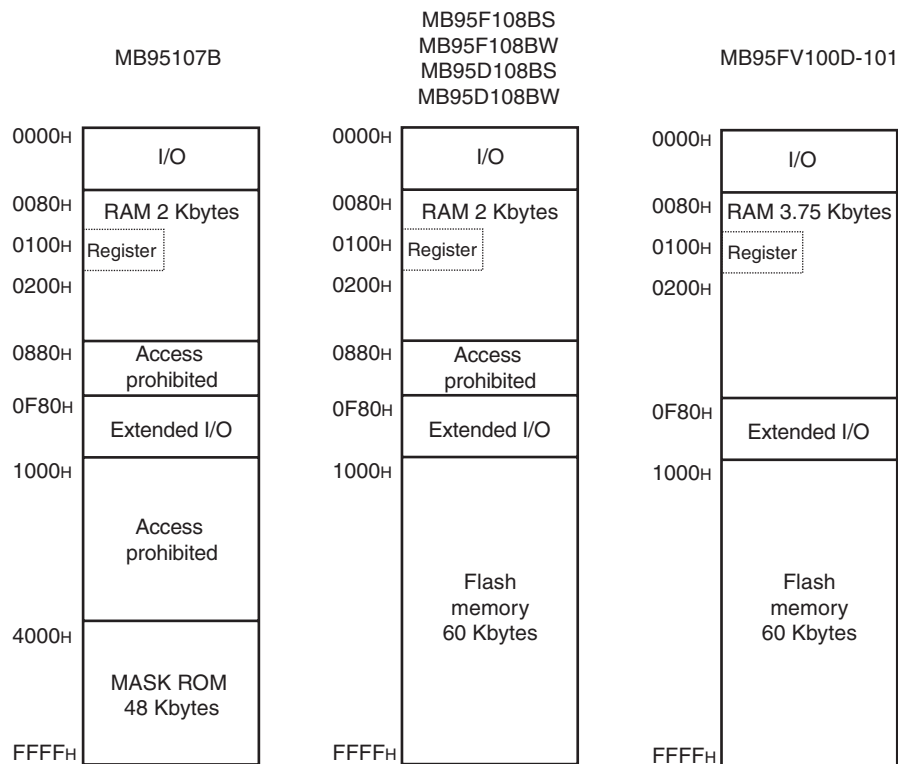 MB95107B
0000H
I/O
0080H
RAM 2 Kbytes
0100H
Register
0200H
0880H
Access
prohibited
0F80H
Extended I/O
1000H
Access
prohibited
4000H
MASK ROM
48 Kbytes
FFFFH
MB95F108BS
MB95F108BW
MB95D108BS
MB95D108BW
0000H
I/O
0080H
RAM 2 Kbytes
0100H
Register
0200H
0880H
Access
prohibited
0F80H
Extended I/O
1000H
Flash
memory
60 Kbytes
FFFFH
MB95FV100D-101
0000H
I/O
0080H
RAM 3.75 Kbytes
0100H
Register
0200H
0F80H
Extended I/O
1000H
Flash
memory
60 Kbytes
FFFFH